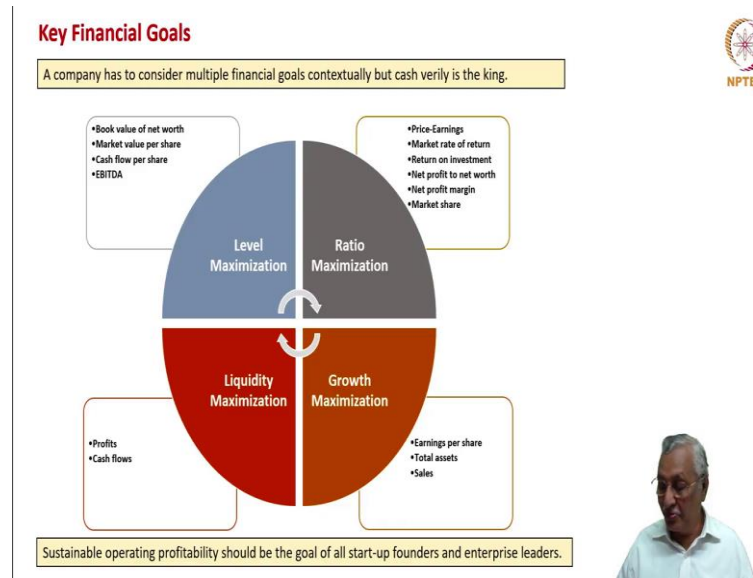 Key Financial Goals
A company has to consider multiple financial goals contextually but cash verily is the king.
•Book value of net worth
•Market value per share
•Cash flow per share
•EBITDA
•Price-Earnings
•Market rate of return
•Return on investment
•Net profit to net worth
•Net profit margin
•Market share
Level
Maximization
Ratio
Maximization
Liquidity
Maximization
Growth
Maximization
•Profits
•Cash flows
•Earnings per share
•Total assets
•Sales
Sustainable operating profitability should be the goal of all start-up founders and enterprise leaders.